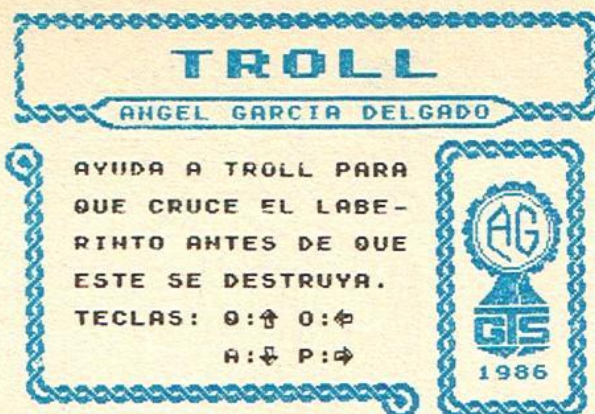 TROLL
ANGEL GARCIA DELGADO
AYUDA A TROLL PARA
QUE CRUCE EL LABE-
RINTO ANTES DE QUE
ESTE SE DESTRUYA.
TECLAS: Q:⇧ O:⇦
A:⇩ P:⇨
AG
GTS
1986